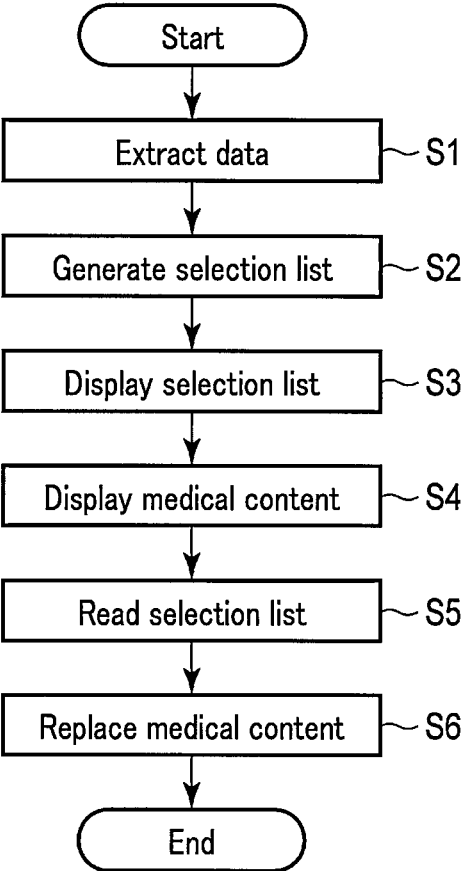 Start
Extract data S1
Generate selection list S2
Display selection list S3
Display medical content S4
Read selection list S5
Replace medical content S6
End